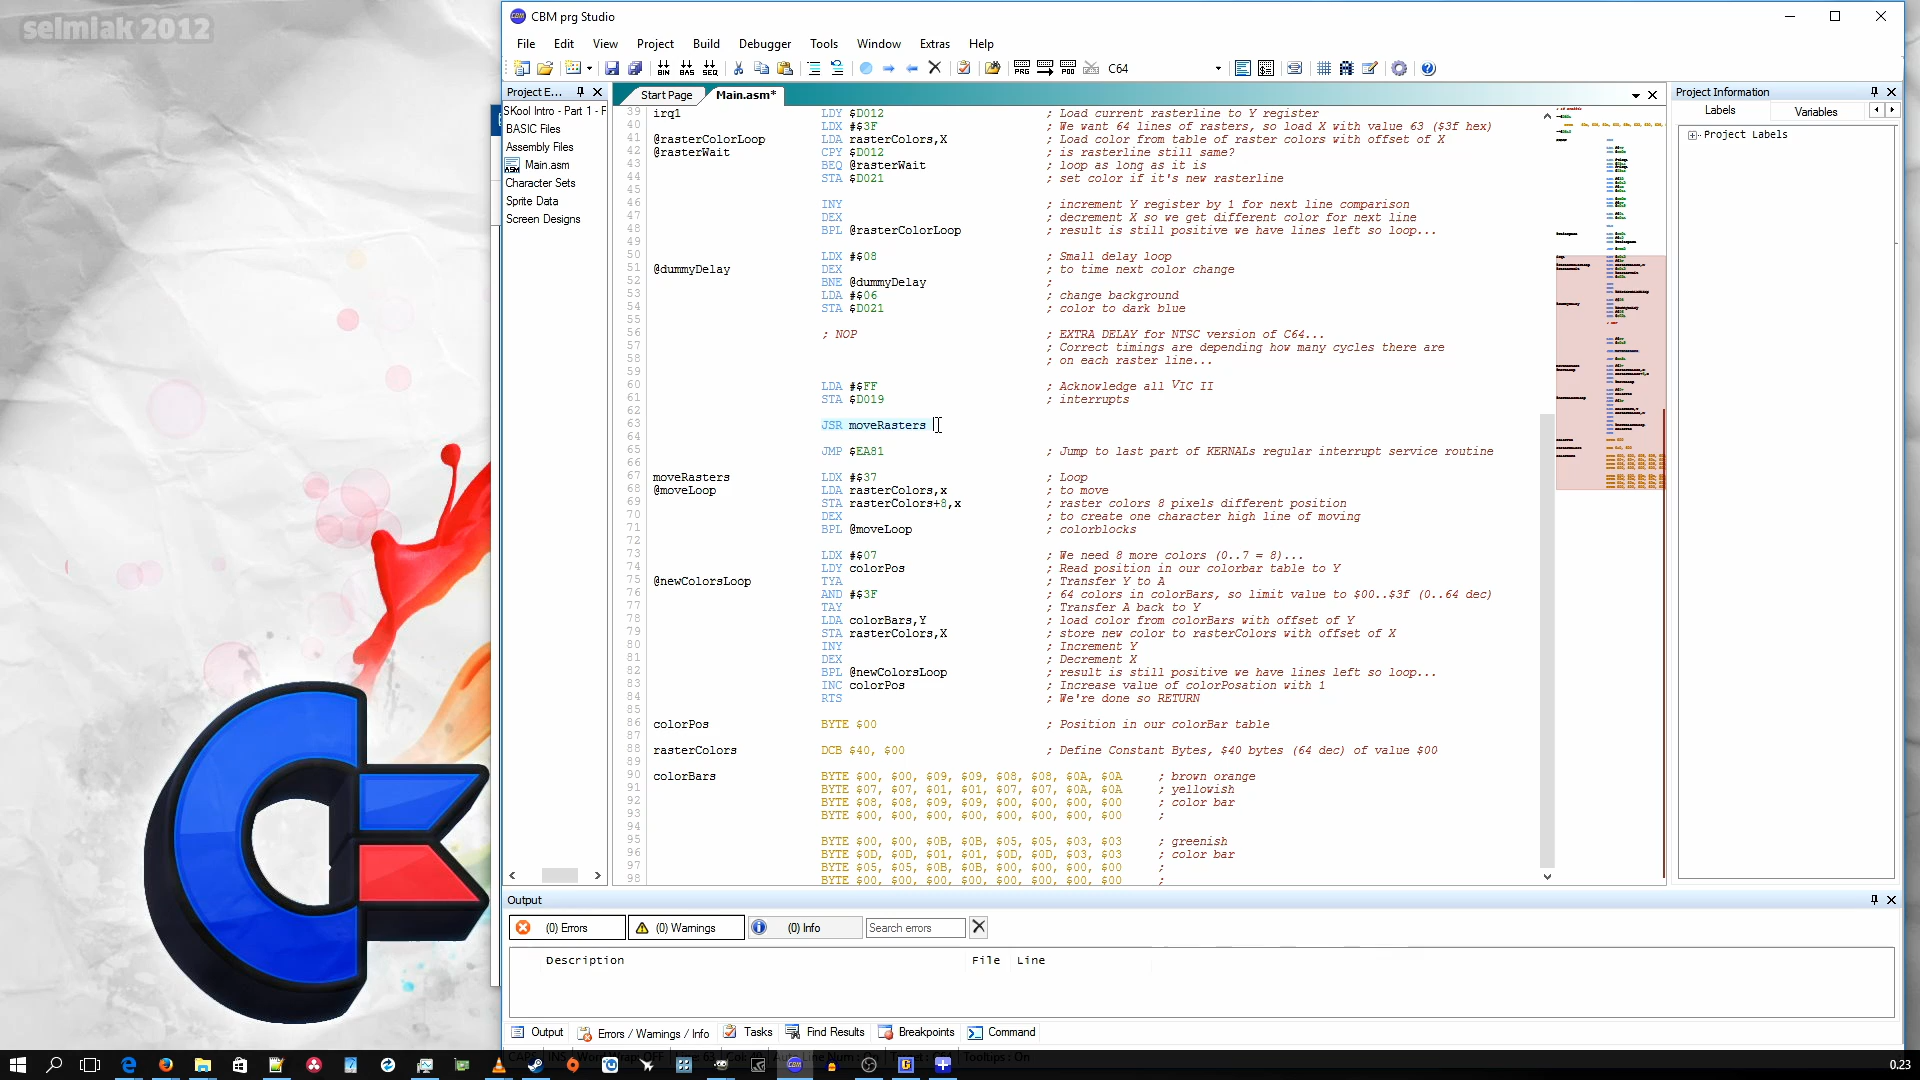 selmiak 2012
CBM prg Studio
File Edit View Project Build Debugger Tools Window Extras Help
BIN BAS SEQ PRG POO C64
Project E...
Start Page Main.asm*
Project Information
SKool Intro - Part 1 - F
BASIC Files
Assembly Files
Main.asm
Character Sets
Sprite Data
Screen Designs
Labels Variables
Project Labels
39 irq1 LDY $D012 ; Load current rasterline to Y register
40 LDX #$3F ; We want 64 lines of rasters, so load X with value 63 ($3f hex)
41 @rasterColorLoop LDA rasterColors,X ; Load color from table of raster colors with offset of X
42 @rasterWait CPY $D012 ; is rasterline still same?
43 BEQ @rasterWait ; loop as long as it is
44 STA $D021 ; set color if it's new rasterline
45
46 INY ; increment Y register by 1 for next line comparison
47 DEX ; decrement X so we get different color for next line
48 BPL @rasterColorLoop ; result is still positive we have lines left so loop...
49
50 LDX #$08 ; Small delay loop
51 @dummyDelay DEX ; to time next color change
52 BNE @dummyDelay ;
53 LDA #$06 ; change background
54 STA $D021 ; color to dark blue
55
56 ; NOP ; EXTRA DELAY for NTSC version of C64...
57 ; Correct timings are depending how many cycles there are
58 ; on each raster line...
59
60 LDA #$FF ; Acknowledge all VIC II
61 STA $D019 ; interrupts
62
63 JSR moveRasters
64
65 JMP $EA81 ; Jump to last part of KERNALs regular interrupt service routine
66
67 moveRasters LDX #$37 ; Loop
68 @moveLoop LDA rasterColors,x ; to move
69 STA rasterColors+8,x ; raster colors 8 pixels different position
70 DEX ; to create one character high line of moving
71 BPL @moveLoop ; colorblocks
72
73 LDX #$07 ; We need 8 more colors (0..7 = 8)...
74 LDY colorPos ; Read position in our colorbar table to Y
75 @newColorsLoop TYA ; Transfer Y to A
76 AND #$3F ; 64 colors in colorBars, so limit value to $00..$3f (0..64 dec)
77 TAY ; Transfer A back to Y
78 LDA colorBars,Y ; load color from colorBars with offset of Y
79 STA rasterColors,X ; store new color to rasterColors with offset of X
80 INY ; Increment Y
81 DEX ; Decrement X
82 BPL @newColorsLoop ; result is still positive we have lines left so loop...
83 INC colorPos ; Increase value of colorPosation with 1
84 RTS ; We're done so RETURN
85
86 colorPos BYTE $00 ; Position in our colorBar table
87
88 rasterColors DCB $40, $00 ; Define Constant Bytes, $40 bytes (64 dec) of value $00
89
90 colorBars BYTE $00, $00, $09, $09, $08, $08, $0A, $0A ; brown orange
91 BYTE $07, $07, $01, $01, $07, $07, $0A, $0A ; yellowish
92 BYTE $08, $08, $09, $09, $00, $00, $00, $00 ; color bar
93 BYTE $00, $00, $00, $00, $00, $00, $00, $00 ;
94
95 BYTE $00, $00, $0B, $0B, $05, $05, $03, $03 ; greenish
96 BYTE $0D, $0D, $01, $01, $0D, $0D, $03, $03 ; color bar
97 BYTE $05, $05, $0B, $0B, $00, $00, $00, $00 ;
98 BYTE $00, $00, $00, $00, $00, $00, $00, $00 ;
Output
(0) Errors (0) Warnings (0) Info Search errors
Description File Line
Output Errors / Warnings / Info Tasks Find Results Breakpoints Command
0.23